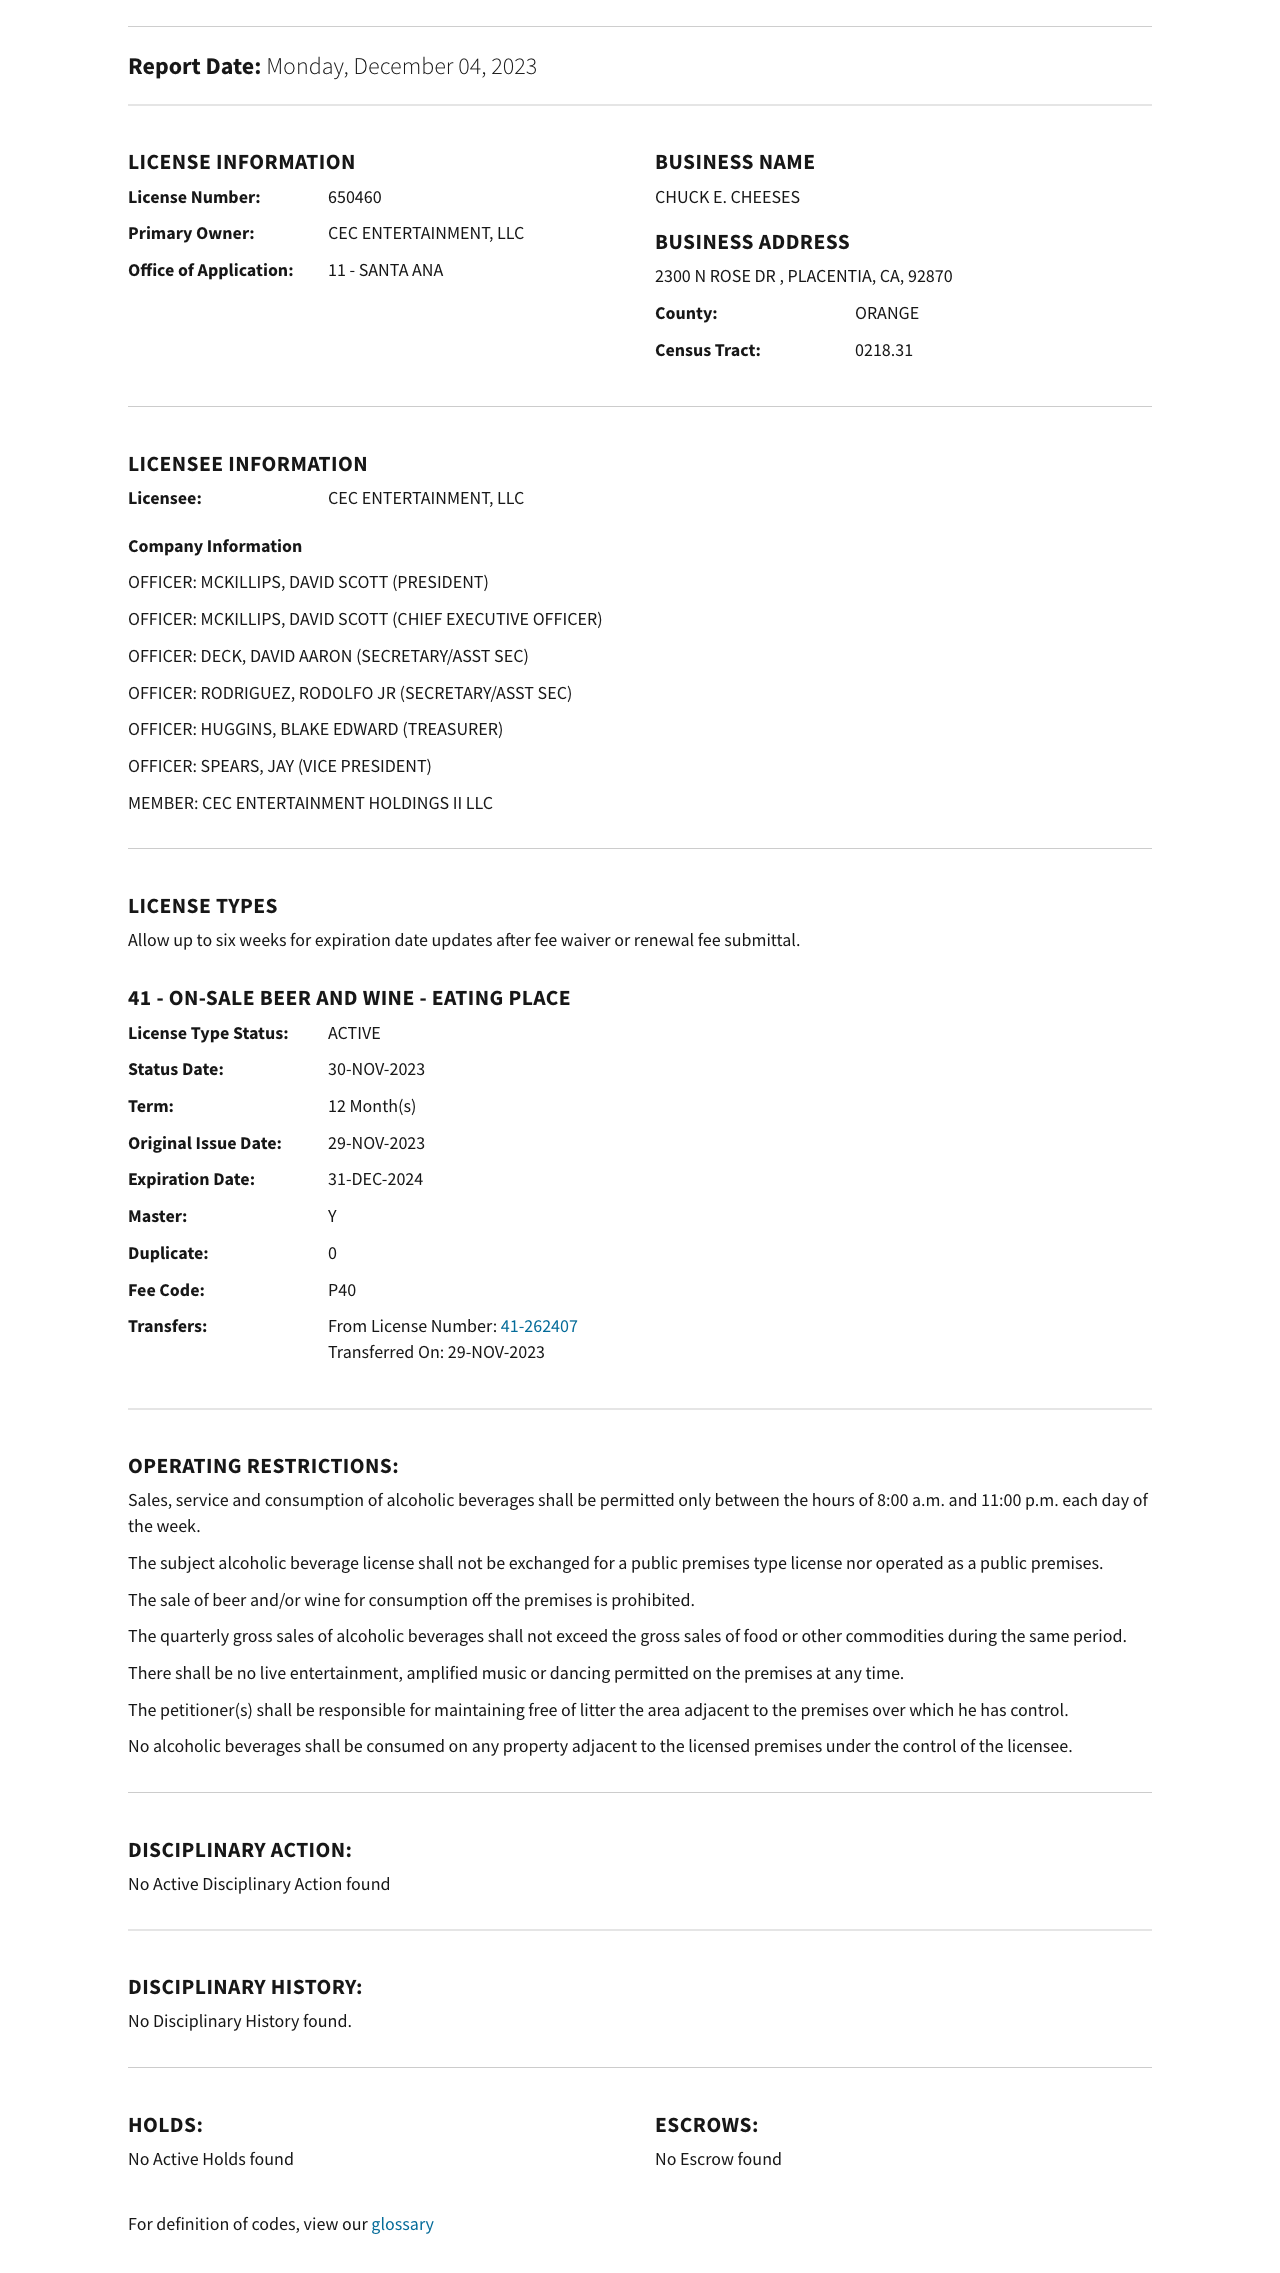 Report Date: Monday, December 04, 2023
LICENSE INFORMATION
License Number: 650460
Primary Owner: CEC ENTERTAINMENT, LLC
Office of Application: 11 - SANTA ANA
BUSINESS NAME
CHUCK E. CHEESES
BUSINESS ADDRESS
2300 N ROSE DR , PLACENTIA, CA, 92870
County: ORANGE
Census Tract: 0218.31
LICENSEE INFORMATION
Licensee: CEC ENTERTAINMENT, LLC
Company Information
OFFICER: MCKILLIPS, DAVID SCOTT (PRESIDENT)
OFFICER: MCKILLIPS, DAVID SCOTT (CHIEF EXECUTIVE OFFICER)
OFFICER: DECK, DAVID AARON (SECRETARY/ASST SEC)
OFFICER: RODRIGUEZ, RODOLFO JR (SECRETARY/ASST SEC)
OFFICER: HUGGINS, BLAKE EDWARD (TREASURER)
OFFICER: SPEARS, JAY (VICE PRESIDENT)
MEMBER: CEC ENTERTAINMENT HOLDINGS II LLC
LICENSE TYPES
Allow up to six weeks for expiration date updates after fee waiver or renewal fee submittal.
41 - ON-SALE BEER AND WINE - EATING PLACE
License Type Status: ACTIVE
Status Date: 30-NOV-2023
Term: 12 Month(s)
Original Issue Date: 29-NOV-2023
Expiration Date: 31-DEC-2024
Master: Y
Duplicate: 0
Fee Code: P40
Transfers: From License Number: 41-262407
Transferred On: 29-NOV-2023
OPERATING RESTRICTIONS:
Sales, service and consumption of alcoholic beverages shall be permitted only between the hours of 8:00 a.m. and 11:00 p.m. each day of
the week.
The subject alcoholic beverage license shall not be exchanged for a public premises type license nor operated as a public premises.
The sale of beer and/or wine for consumption off the premises is prohibited.
The quarterly gross sales of alcoholic beverages shall not exceed the gross sales of food or other commodities during the same period.
There shall be no live entertainment, amplified music or dancing permitted on the premises at any time.
The petitioner(s) shall be responsible for maintaining free of litter the area adjacent to the premises over which he has control.
No alcoholic beverages shall be consumed on any property adjacent to the licensed premises under the control of the licensee.
DISCIPLINARY ACTION:
No Active Disciplinary Action found
DISCIPLINARY HISTORY:
No Disciplinary History found.
HOLDS:
No Active Holds found
ESCROWS:
No Escrow found
For definition of codes, view our glossary